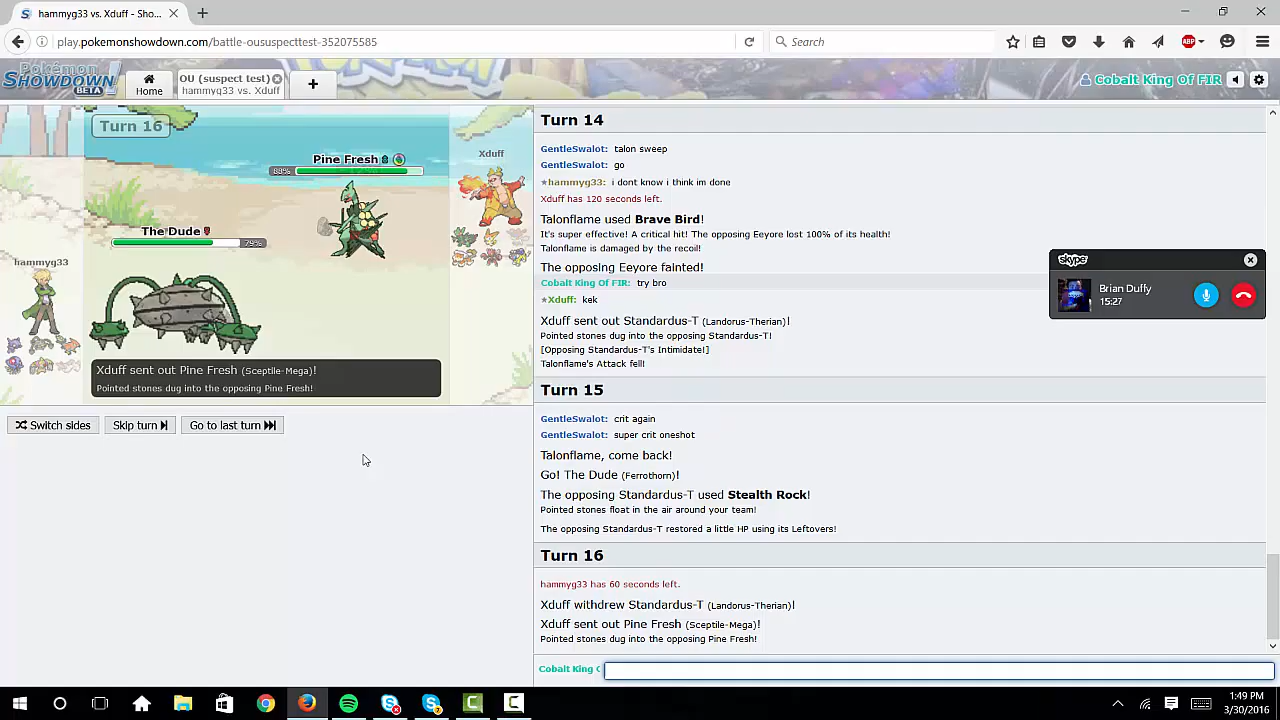 hammyg33 vs. Xduff - Sho...
play.pokemonshowdown.com/battle-oususpecttest-352075585
Search
ABP
Pokémon
SHOWDOWN!
BETA
Home
OU (suspect test)
hammyg33 vs. Xduff
Cobalt King Of FIR
Turn 16
Pine Fresh
88%
The Dude
79%
hammyg33
Xduff
Xduff sent out Pine Fresh (Sceptile-Mega)!
Pointed stones dug into the opposing Pine Fresh!
Switch sides
Skip turn
Go to last turn
Turn 14
GentleSwalot: talon sweep
GentleSwalot: go
★hammyg33: i dont know i think im done
Xduff has 120 seconds left.
Talonflame used Brave Bird!
It's super effective! A critical hit! The opposing Eeyore lost 100% of its health!
Talonflame is damaged by the recoil!
The opposing Eeyore fainted!
Cobalt King Of FIR: try bro
★Xduff: kek
Xduff sent out Standardus-T (Landorus-Therian)!
Pointed stones dug into the opposing Standardus-T!
[Opposing Standardus-T's Intimidate!]
Talonflame's Attack fell!
Turn 15
GentleSwalot: crit again
GentleSwalot: super crit oneshot
Talonflame, come back!
Go! The Dude (Ferrothorn)!
The opposing Standardus-T used Stealth Rock!
Pointed stones float in the air around your team!
The opposing Standardus-T restored a little HP using its Leftovers!
Turn 16
hammyg33 has 60 seconds left.
Xduff withdrew Standardus-T (Landorus-Therian)!
Xduff sent out Pine Fresh (Sceptile-Mega)!
Pointed stones dug into the opposing Pine Fresh!
Cobalt King C
skype
Brian Duffy
15:27
1:49 PM
3/30/2016